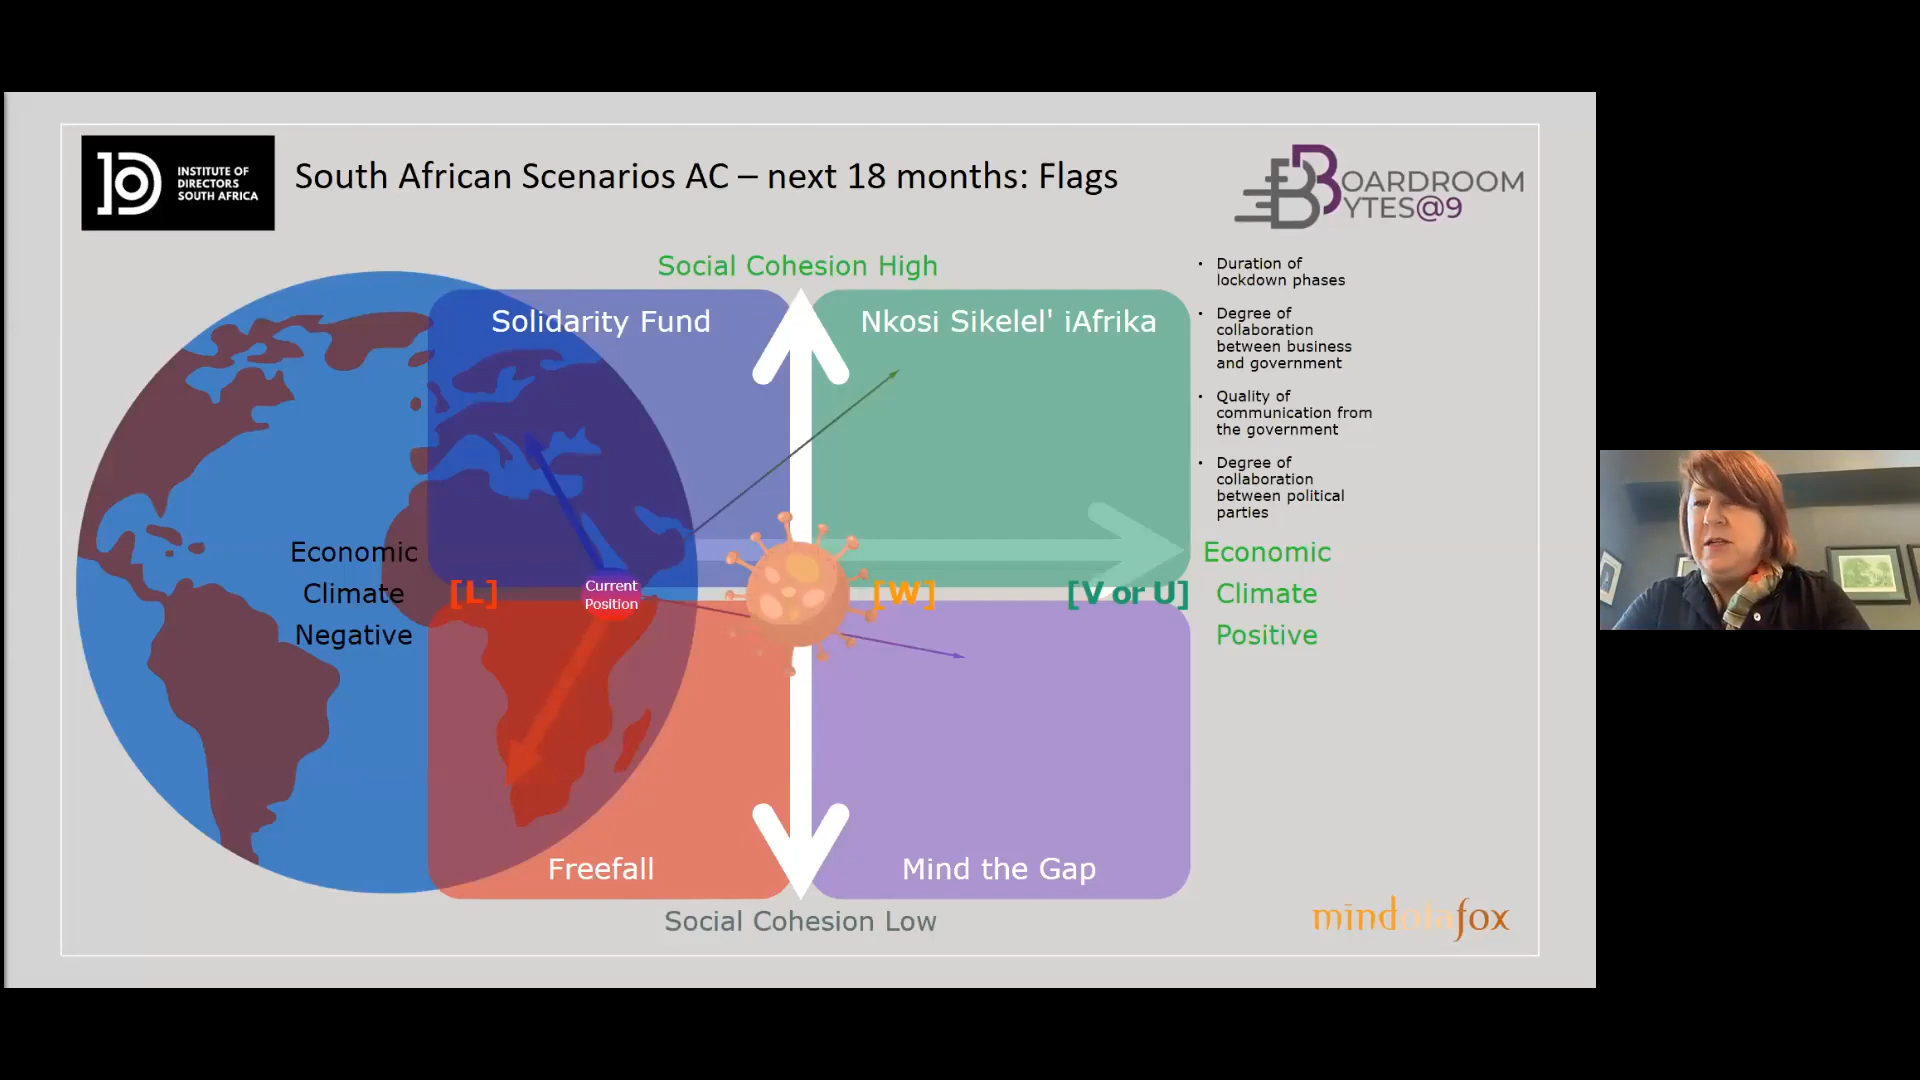 INSTITUTE OF
DIRECTORS
SOUTH AFRICA
South African Scenarios AC – next 18 months: Flags
BOARDROOM
BYTES@9
Social Cohesion High
Solidarity Fund
Nkosi Sikelel' iAfrika
• Duration of
lockdown phases
• Degree of
collaboration
between business
and government
• Quality of
communication from
the government
• Degree of
collaboration
between political
parties
Economic
Climate
Negative
[L]
Current
Position
[W]
[V or U]
Economic
Climate
Positive
Freefall
Mind the Gap
Social Cohesion Low
mindofafox